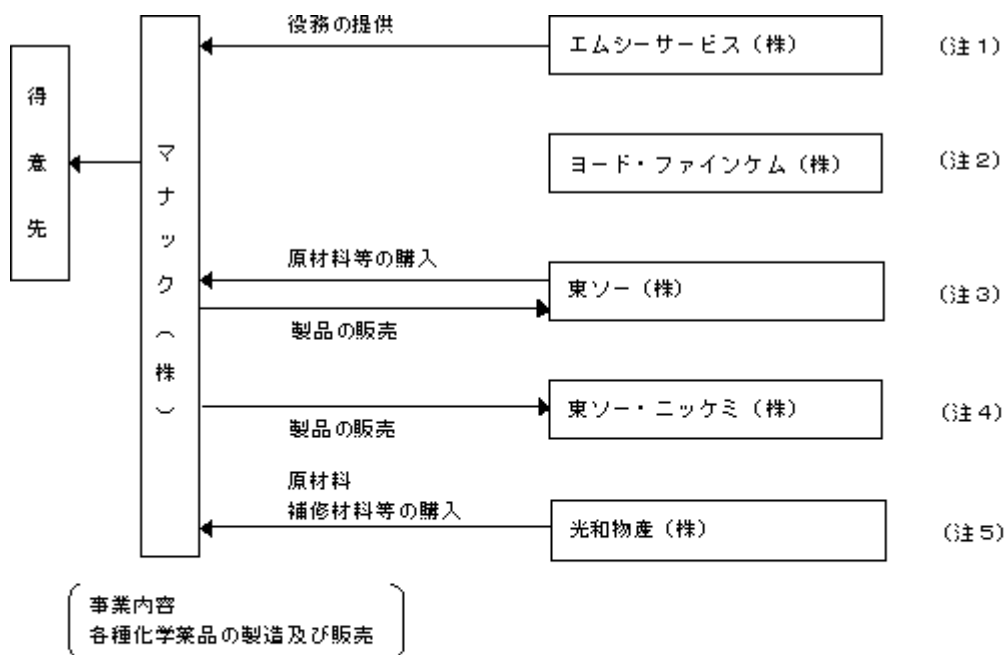 役務の提供
エムシーサービス（株）
（注１）
得意先
マナック（株）
ヨード・ファインケム（株）
（注２）
原材料等の購入
東ソー（株）
（注３）
製品の販売
東ソー・ニッケミ（株）
（注４）
製品の販売
原材料
補修材料等の購入
光和物産（株）
（注５）
事業内容
各種化学薬品の製造及び販売